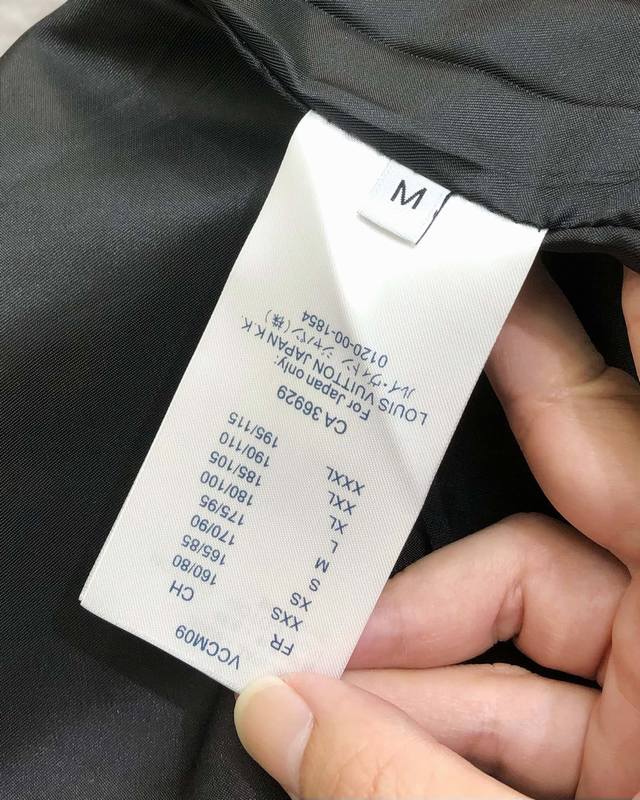 M
VCCM09
FR CH
XXS 160/80
XS 165/85
S 170/90
M 175/95
L 180/100
XL 185/105
XXL 190/110
XXXL 195/115
CA 36929
For Japan only:
LOUIS VUITTON JAPAN K.K.
ルイ・ヴィトン ジャパン(株)
0120-00-1854